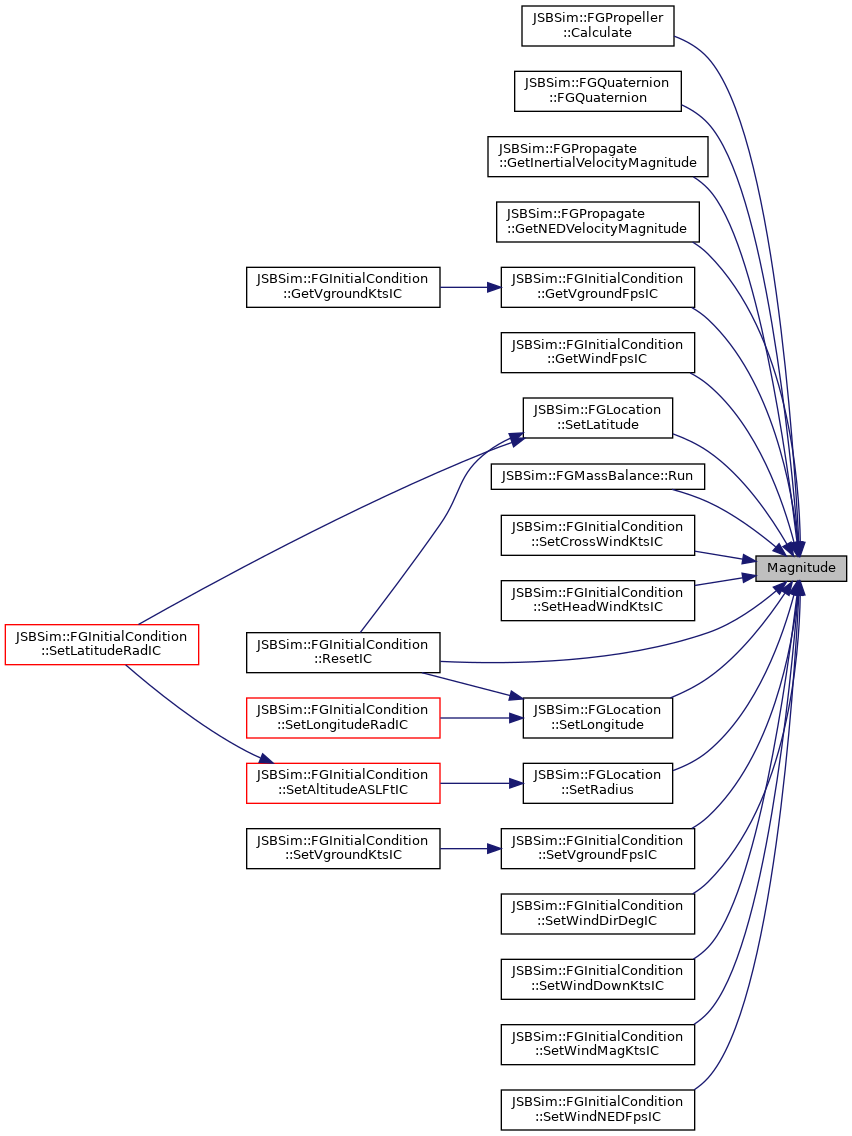 JSBSim::FGPropeller
::Calculate
JSBSim::FGQuaternion
::FGQuaternion
JSBSim::FGPropagate
::GetInertialVelocityMagnitude
JSBSim::FGPropagate
::GetNEDVelocityMagnitude
JSBSim::FGInitialCondition
::GetVgroundKtsIC
JSBSim::FGInitialCondition
::GetVgroundFpsIC
JSBSim::FGInitialCondition
::GetWindFpsIC
JSBSim::FGLocation
::SetLatitude
JSBSim::FGMassBalance::Run
JSBSim::FGInitialCondition
::SetCrossWindKtsIC
Magnitude
JSBSim::FGInitialCondition
::SetHeadWindKtsIC
JSBSim::FGInitialCondition
::SetLatitudeRadIC
JSBSim::FGInitialCondition
::ResetIC
JSBSim::FGInitialCondition
::SetLongitudeRadIC
JSBSim::FGLocation
::SetLongitude
JSBSim::FGInitialCondition
::SetAltitudeASLFtIC
JSBSim::FGLocation
::SetRadius
JSBSim::FGInitialCondition
::SetVgroundKtsIC
JSBSim::FGInitialCondition
::SetVgroundFpsIC
JSBSim::FGInitialCondition
::SetWindDirDegIC
JSBSim::FGInitialCondition
::SetWindDownKtsIC
JSBSim::FGInitialCondition
::SetWindMagKtsIC
JSBSim::FGInitialCondition
::SetWindNEDFpsIC